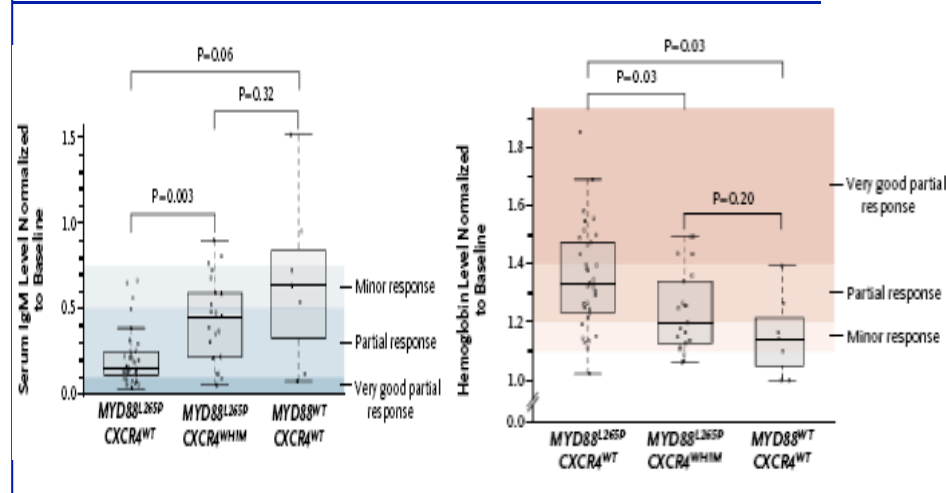 P=0.06
P=0.32
P=0.003
Serum IgM Level Normalized
to Baseline
1.5
1.0
0.5
0.0
Minor response
Partial response
Very good partial
response
MYD88L265P
CXCR4WT
MYD88L265P
CXCR4WHIM
MYD88WT
CXCR4WT
P=0.03
P=0.03
P=0.20
Hemoglobin Level Normalized
to Baseline
1.8
1.6
1.4
1.2
1.0
0.0
Very good partial
response
Partial response
Minor response
MYD88L265P
CXCR4WT
MYD88L265P
CXCR4WHIM
MYD88WT
CXCR4WT